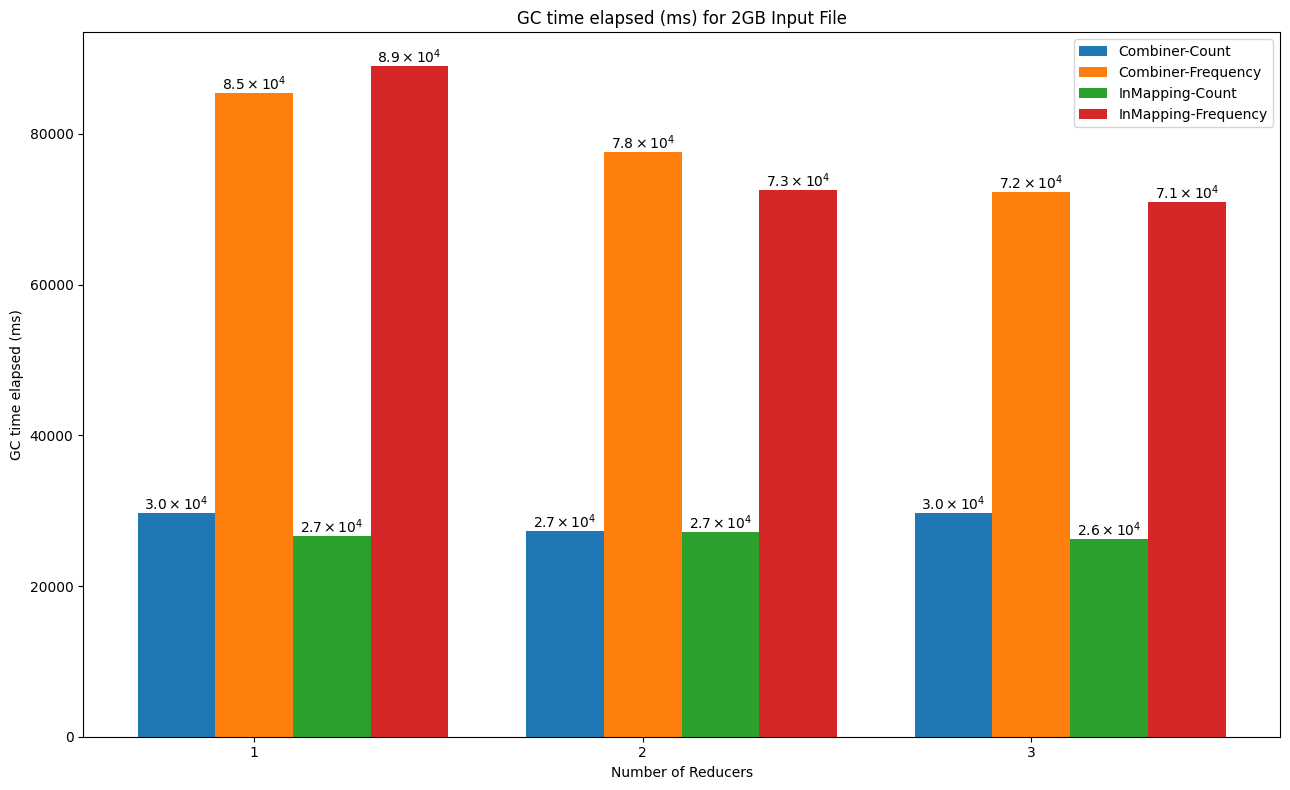 GC time elapsed (ms) for 2GB Input File
Combiner-Count
Combiner-Frequency
InMapping-Count
InMapping-Frequency
8.5 × 10⁴
8.9 × 10⁴
7.8 × 10⁴
7.3 × 10⁴
7.2 × 10⁴
7.1 × 10⁴
3.0 × 10⁴
2.7 × 10⁴
2.7 × 10⁴
2.7 × 10⁴
3.0 × 10⁴
2.6 × 10⁴
80000
60000
40000
20000
0
GC time elapsed (ms)
1 2 3
Number of Reducers